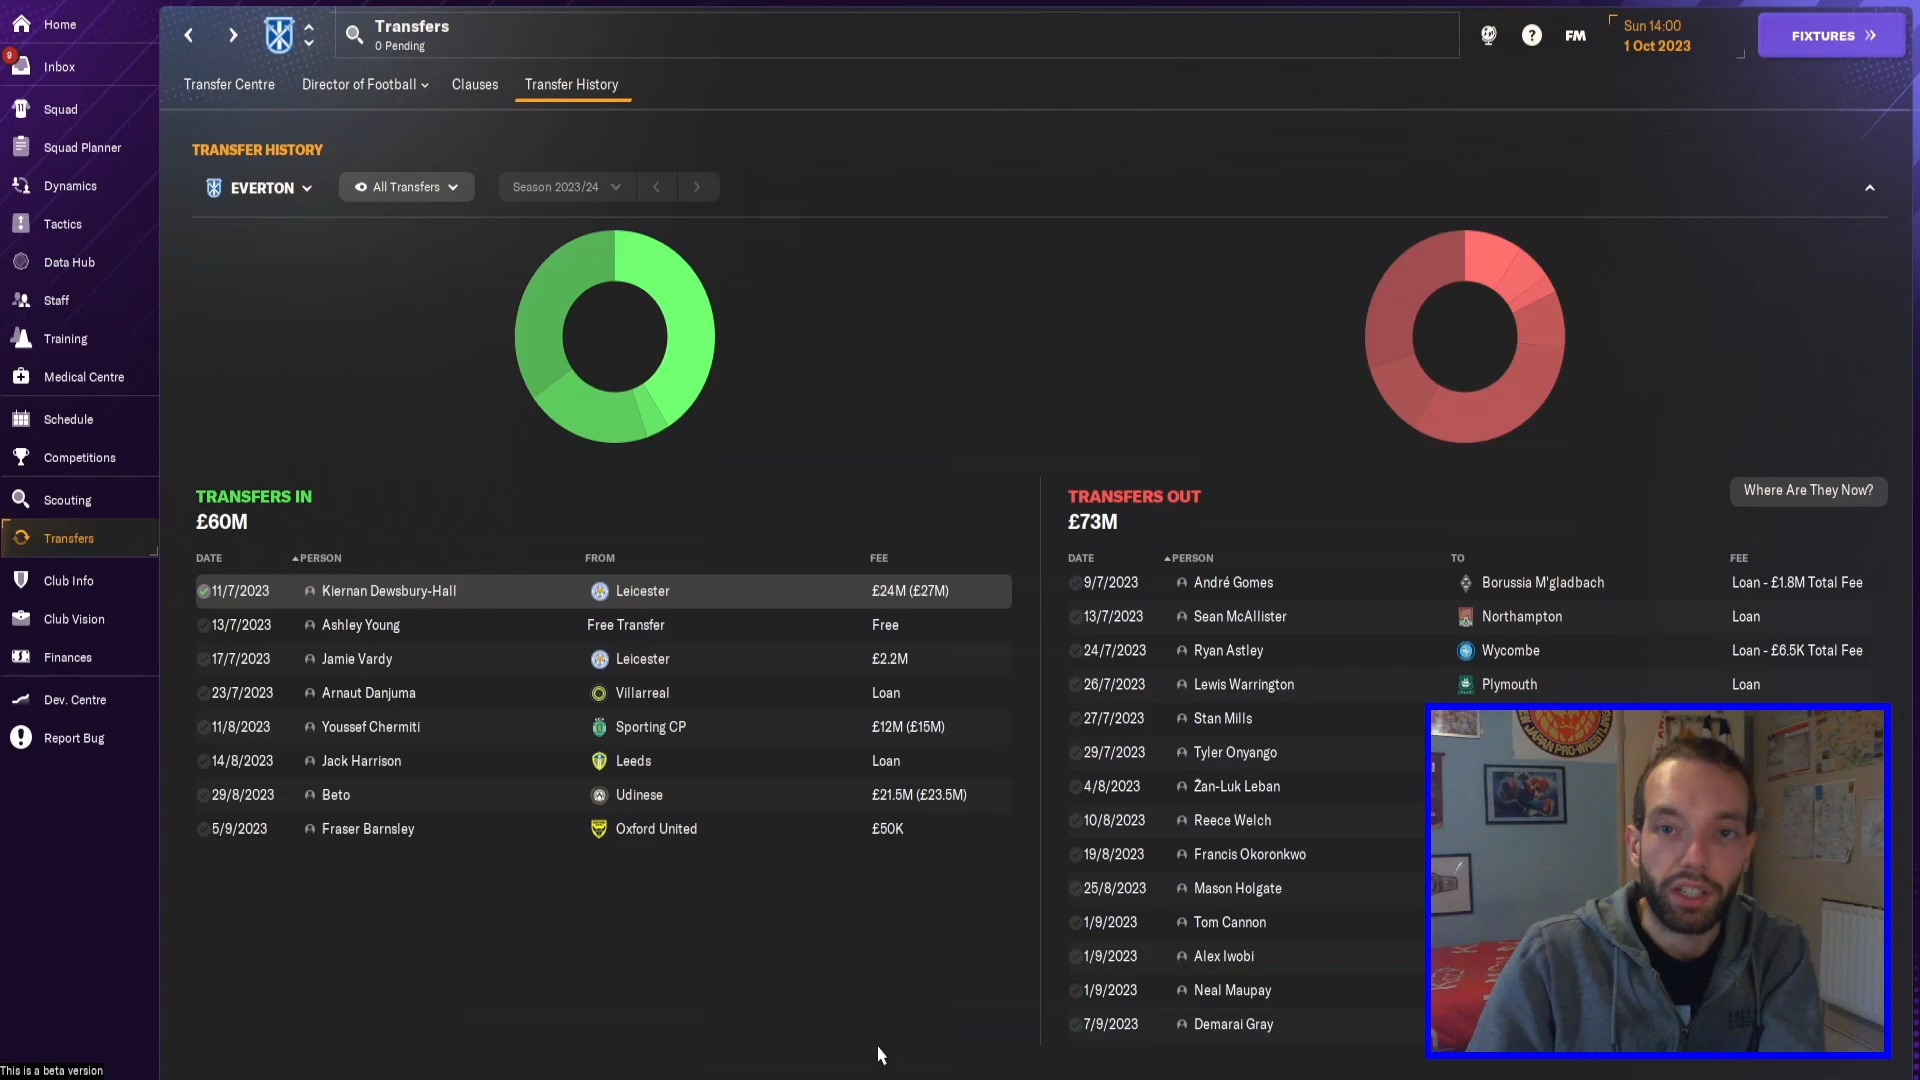 Home
9
Inbox
Squad
Squad Planner
Dynamics
Tactics
Data Hub
Staff
Training
Medical Centre
Schedule
Competitions
Scouting
Transfers
Club Info
Club Vision
Finances
Dev. Centre
Report Bug
This is a beta version
Transfers
0 Pending
FM
Sun 14:00
1 Oct 2023
FIXTURES
Transfer Centre Director of Football Clauses Transfer History
TRANSFER HISTORY
EVERTON All Transfers Season 2023/24
TRANSFERS IN
£60M
DATE PERSON FROM FEE
11/7/2023 Kiernan Dewsbury-Hall Leicester £24M (£27M)
13/7/2023 Ashley Young Free Transfer Free
17/7/2023 Jamie Vardy Leicester £2.2M
23/7/2023 Arnaut Danjuma Villarreal Loan
11/8/2023 Youssef Chermiti Sporting CP £12M (£15M)
14/8/2023 Jack Harrison Leeds Loan
29/8/2023 Beto Udinese £21.5M (£23.5M)
5/9/2023 Fraser Barnsley Oxford United £50K
TRANSFERS OUT
£73M
Where Are They Now?
DATE PERSON TO FEE
9/7/2023 André Gomes Borussia M'gladbach Loan - £1.8M Total Fee
13/7/2023 Sean McAllister Northampton Loan
24/7/2023 Ryan Astley Wycombe Loan - £6.5K Total Fee
26/7/2023 Lewis Warrington Plymouth Loan
27/7/2023 Stan Mills
29/7/2023 Tyler Onyango
4/8/2023 Žan-Luk Leban
10/8/2023 Reece Welch
19/8/2023 Francis Okoronkwo
25/8/2023 Mason Holgate
1/9/2023 Tom Cannon
1/9/2023 Alex Iwobi
1/9/2023 Neal Maupay
7/9/2023 Demarai Gray
JAPAN PRO-WRESTLING